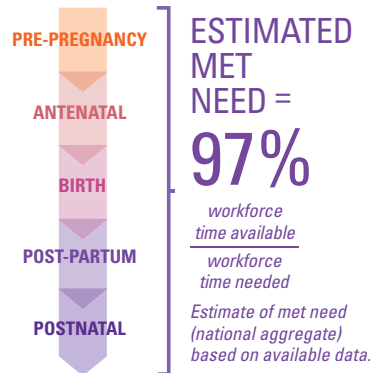 PRE-PREGNANCY
ANTENATAL
BIRTH
POST-PARTUM
POSTNATAL
ESTIMATED
MET
NEED =
97%
workforce
time available
workforce
time needed
Estimate of met need
(national aggregate)
based on available data.